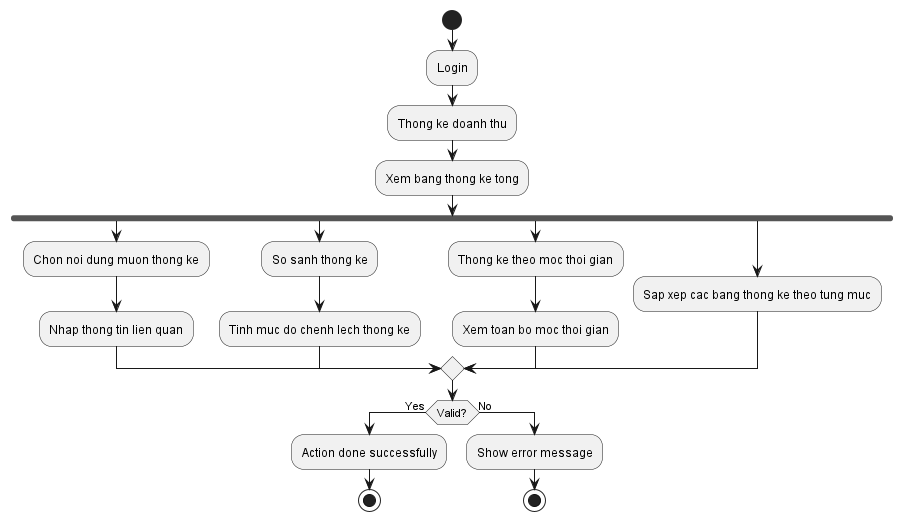 Login
Thong ke doanh thu
Xem bang thong ke tong
Chon noi dung muon thong ke
So sanh thong ke
Thong ke theo moc thoi gian
Sap xep cac bang thong ke theo tung muc
Nhap thong tin lien quan
Tinh muc do chenh lech thong ke
Xem toan bo moc thoi gian
Yes
Valid?
No
Action done successfully
Show error message